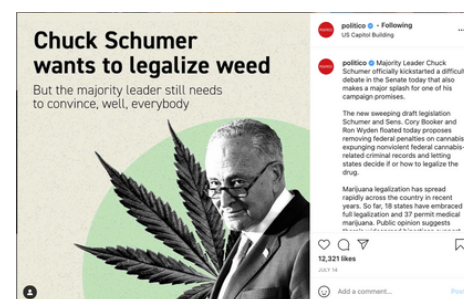 Chuck Schumer
wants to legalize weed
But the majority leader still needs
to convince, well, everybody
politico • Following
US Capitol Building
politico Majority Leader Chuck
Schumer officially kickstarted a difficult
debate in the Senate today that also
makes a major splash for one of his
campaign promises.
The new sweeping draft legislation
Schumer and Sens. Cory Booker and
Ron Wyden floated today proposes
removing federal penalties on cannabis,
expunging nonviolent federal cannabis-
related criminal records and letting
states decide if or how to legalize the
drug.
Marijuana legalization has spread
rapidly across the country in recent
years. So far, 18 states have embraced
full legalization and 37 permit medical
marijuana. Public opinion suggests
12,321 likes
JULY 14
Add a comment...
Post